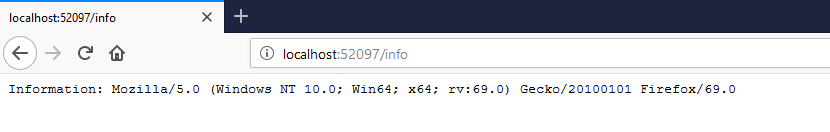 localhost:52097/info
localhost:52097/info
Information: Mozilla/5.0 (Windows NT 10.0; Win64; x64; rv:69.0) Gecko/20100101 Firefox/69.0